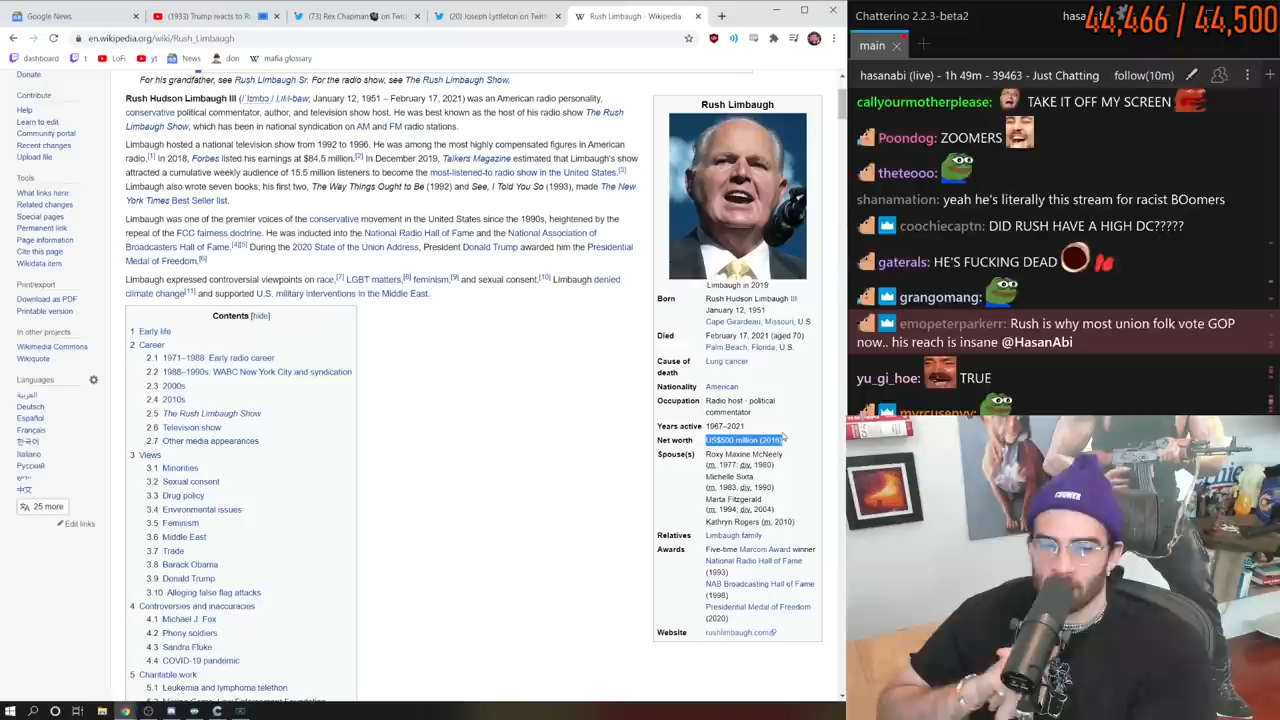 Google News
(1933) Trump reacts to R
(73) Rex Chapman on Twit
(20) Joseph Lyttleton on Twitter
Rush Limbaugh - Wikipedia
en.wikipedia.org/wiki/Rush_Limbaugh
dashboard
t
LoFi
yt
News
don
mafia glossary
Donate
Contribute
Help
Learn to edit
Community portal
Recent changes
Upload file
Tools
What links here
Related changes
Special pages
Permanent link
Page information
Cite this page
Wikidata item
Print/export
Download as PDF
Printable version
In other projects
Wikimedia Commons
Wikiquote
Languages
العربية
Deutsch
Español
Français
한국어
Italiano
Русский
中文
25 more
Edit links
For his grandfather, see Rush Limbaugh Sr. For the radio show, see The Rush Limbaugh Show.
January 12, 1951 – February 17, 2021) was an American radio personality,
Rush Hudson Limbaugh III
conservative political commentator, author, and television show host. He was best known as the host of his radio show The Rush
Limbaugh Show, which has been in national syndication on AM and FM radio stations.
Limbaugh hosted a national television show from 1992 to 1996. He was among the most highly compensated figures in American
radio.[1] In 2018, Forbes listed his earnings at $84.5 million.[2] In December 2019, Talkers Magazine estimated that Limbaugh's show
attracted a cumulative weekly audience of 15.5 million listeners to become the most-listened-to radio show in the United States.[3]
Limbaugh also wrote seven books; his first two, The Way Things Ought to Be (1992) and See, I Told You So (1993), made The New
York Times Best Seller list.
Limbaugh was one of the premier voices of the conservative movement in the United States since the 1990s, heightened by the
repeal of the FCC fairness doctrine. He was inducted into the National Radio Hall of Fame and the National Association of
Broadcasters Hall of Fame.[4][5] During the 2020 State of the Union Address, President Donald Trump awarded him the Presidential
Medal of Freedom.[6]
Limbaugh expressed controversial viewpoints on race,[7] LGBT matters,[8] feminism,[9] and sexual consent.[10] Limbaugh denied
climate change[11] and supported U.S. military interventions in the Middle East.
Contents [hide]
1 Early life
2 Career
2.1 1971–1988: Early radio career
2.2 1988–1990s: WABC New York City and syndication
2.3 2000s
2.4 2010s
2.5 The Rush Limbaugh Show
2.6 Television show
2.7 Other media appearances
3 Views
3.1 Minorities
3.2 Sexual consent
3.3 Drug policy
3.4 Environmental issues
3.5 Feminism
3.6 Middle East
3.7 Trade
3.8 Barack Obama
3.9 Donald Trump
3.10 Alleging false flag attacks
4 Controversies and inaccuracies
4.1 Michael J. Fox
4.2 Phony soldiers
4.3 Sandra Fluke
4.4 COVID-19 pandemic
5 Charitable work
5.1 Leukemia and lymphoma telethon
Rush Limbaugh
Limbaugh in 2019
Born Rush Hudson Limbaugh III
January 12, 1951
Cape Girardeau, Missouri, U.S
Died February 17, 2021 (aged 70)
Palm Beach, Florida, U.S.
Cause of death Lung cancer
Nationality American
Occupation Radio host · political
commentator
Years active 1967–2021
Net worth US$500 million (2016)
Spouse(s) Roxy Maxine McNeely
(m. 1977; div. 1980)
Michelle Sixta
(m. 1983, div. 1990)
Marta Fitzgerald
(m. 1994; div. 2004)
Kathryn Rogers (m. 2010)
Relatives Limbaugh family
Awards Five-time Marconi Award winner
National Radio Hall of Fame
(1993)
NAB Broadcasting Hall of Fame
(1998)
Presidential Medal of Freedom
(2020)
Website rushlimbaugh.com
Chatterino 2.2.3-beta2
44,466 / 44,500
main
hasanabi (live) - 1h 49m - 39463 - Just Chatting
follow(10m)
callyourmotherplease: TAKE IT OFF MY SCREEN
Poondog: ZOOMERS
theteooo:
shanamation: yeah he's literally this stream for racist BOomers
coochiecaptn: DID RUSH HAVE A HIGH DC?????
gaterals: HE'S FUCKING DEAD
grangomang:
emopeterparkerr: Rush is why most union folk vote GOP
now.. his reach is insane @HasanAbi
yu_gi_hoe: TRUE